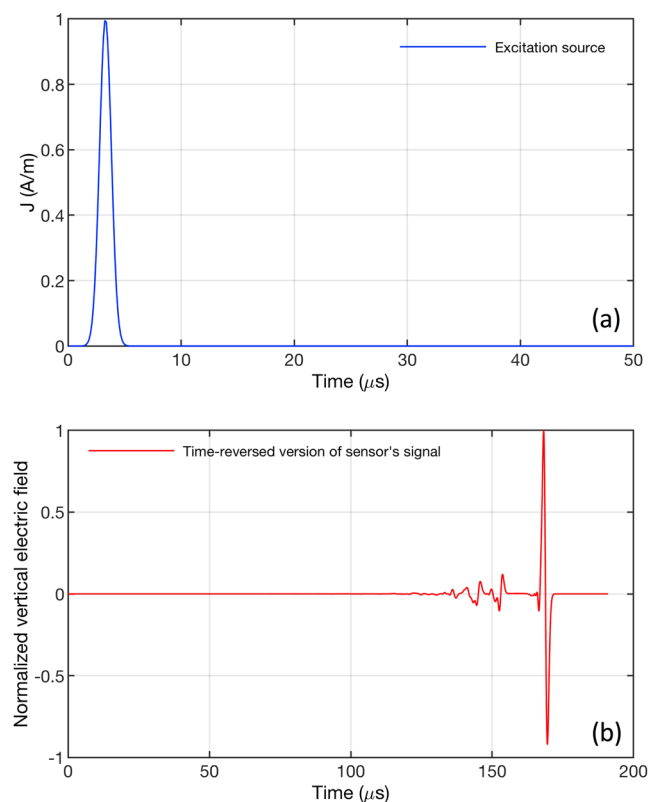 1
0.8
0.6
0.4
0.2
0
J (A/m)
Excitation source
(a)
0 10 20 30 40 50
Time (μs)
1
0.5
0
-0.5
-1
Normalized vertical electric field
Time-reversed version of sensor's signal
(b)
0 50 100 150 200
Time (μs)